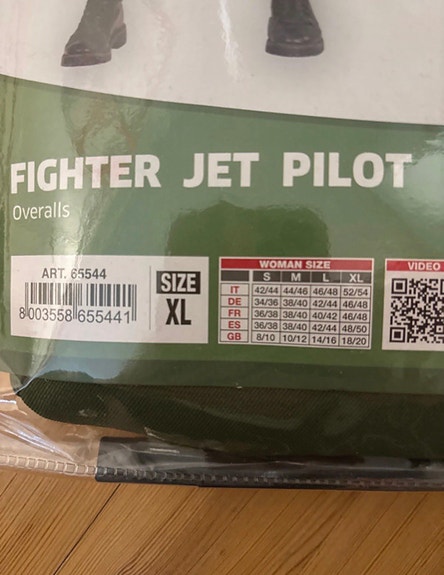 FIGHTER JET PILOT
Overalls
ART. 65544
8 003558 655441
SIZE
XL
WOMAN SIZE
S M L XL
IT 42/44 44/46 46/48 52/54
DE 34/36 38/40 42/44 46/48
FR 36/38 38/40 40/42 46/48
ES 36/38 38/40 42/44 48/50
GB 8/10 10/12 14/16 18/20
VIDEO